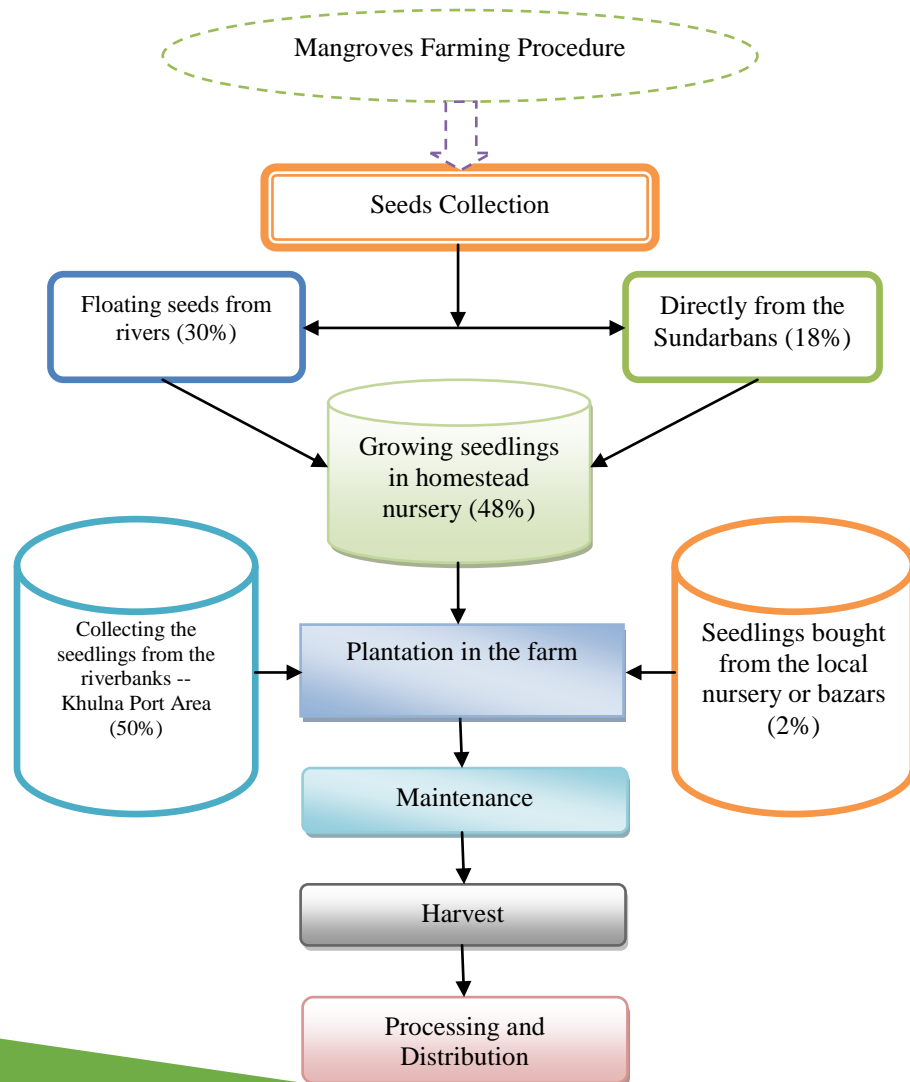 Mangroves Farming Procedure
Seeds Collection
Floating seeds from
rivers (30%)
Directly from the
Sundarbans (18%)
Growing seedlings
in homestead
nursery (48%)
Collecting the
seedlings from the
riverbanks --
Khulna Port Area
(50%)
Plantation in the farm
Seedlings bought
from the local
nursery or bazars
(2%)
Maintenance
Harvest
Processing and
Distribution